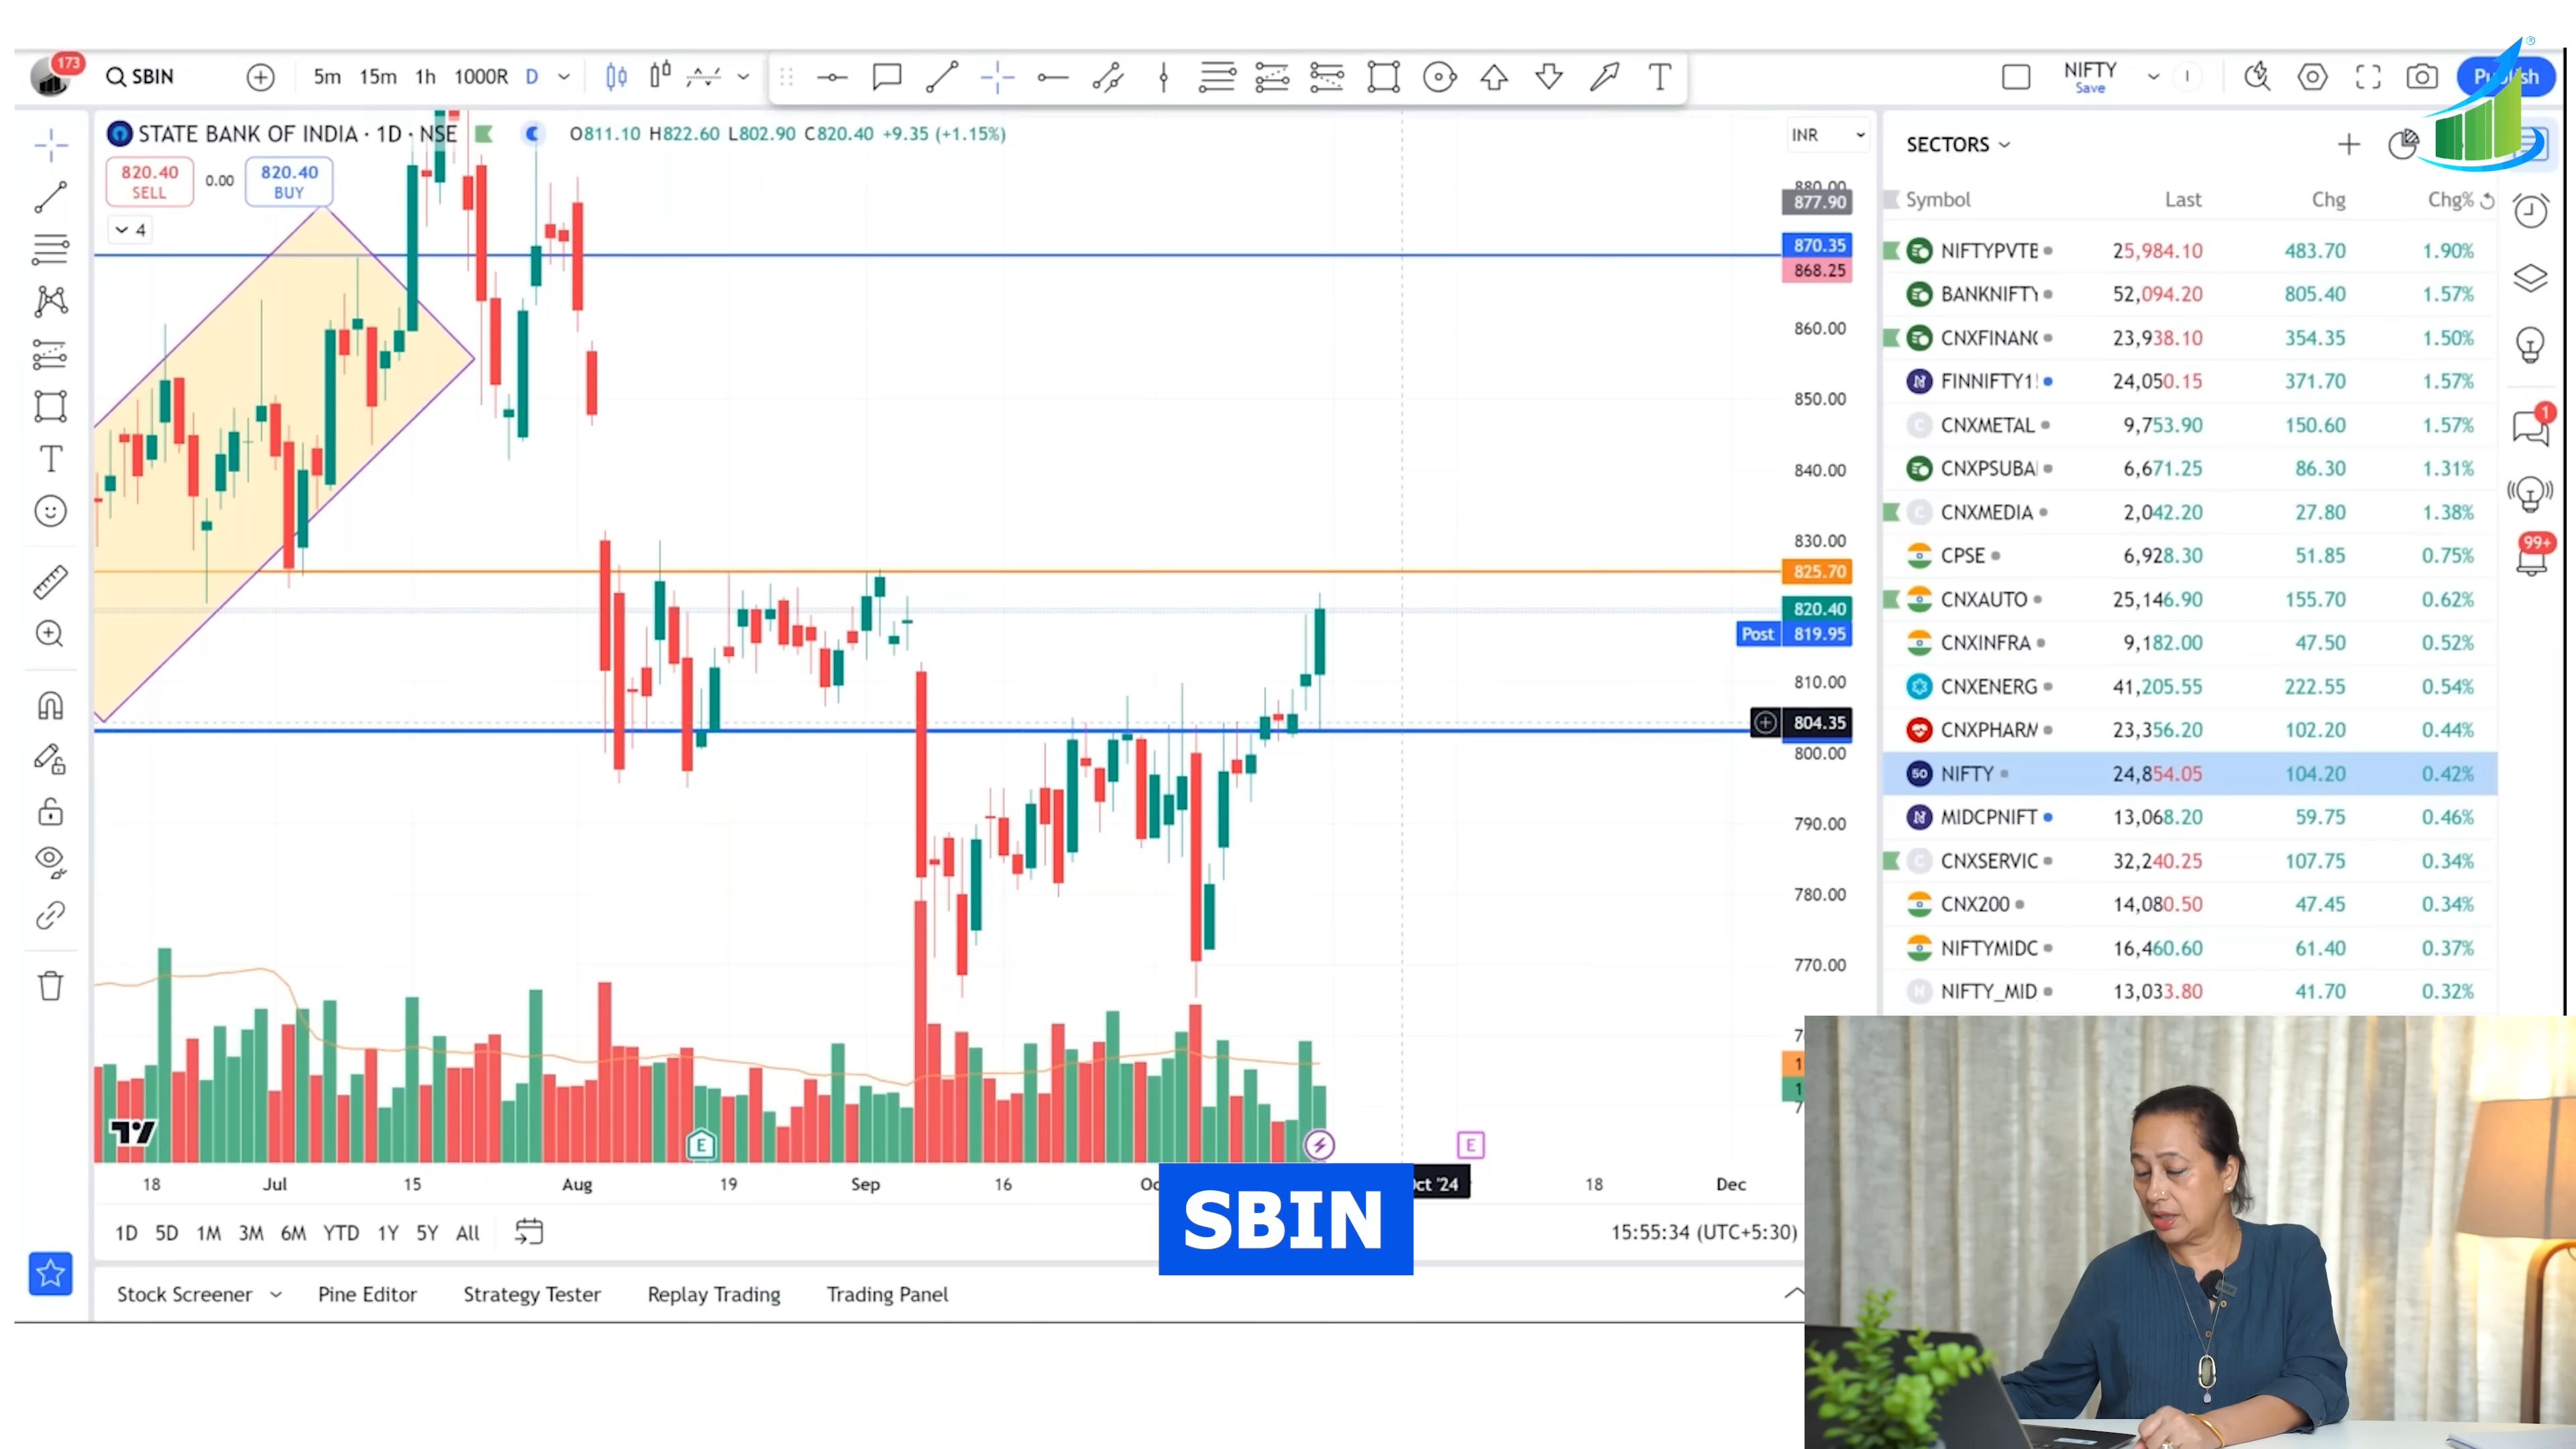 173
SBIN
5m 15m 1h 1000R D
NIFTY
Save
STATE BANK OF INDIA · 1D · NSE
O811.10 H822.60 L802.90 C820.40 +9.35 (+1.15%)
820.40
SELL
0.00
820.40
BUY
4
INR
877.90
870.35
868.25
860.00
850.00
840.00
830.00
825.70
820.40
Post 819.95
810.00
804.35
800.00
790.00
780.00
770.00
E
E
18 Jul 15 Aug 19 Sep 16
18 Dec
SBIN
1D 5D 1M 3M 6M YTD 1Y 5Y All
15:55:34 (UTC+5:30)
Stock Screener Pine Editor Strategy Tester Replay Trading Trading Panel
SECTORS
Symbol Last Chg Chg%
NIFTYPVTE 25,984.10 483.70 1.90%
BANKNIFTY 52,094.20 805.40 1.57%
CNXFINANC 23,938.10 354.35 1.50%
FINNIFTY1! 24,050.15 371.70 1.57%
CNXMETAL 9,753.90 150.60 1.57%
CNXPSUBA 6,671.25 86.30 1.31%
CNXMEDIA 2,042.20 27.80 1.38%
CPSE 6,928.30 51.85 0.75%
CNXAUTO 25,146.90 155.70 0.62%
CNXINFRA 9,182.00 47.50 0.52%
CNXENERG 41,205.55 222.55 0.54%
CNXPHARM 23,356.20 102.20 0.44%
50 NIFTY 24,854.05 104.20 0.42%
MIDCPNIFT 13,068.20 59.75 0.46%
CNXSERVIC 32,240.25 107.75 0.34%
CNX200 14,080.50 47.45 0.34%
NIFTYMIDC 16,460.60 61.40 0.37%
NIFTY_MID 13,033.80 41.70 0.32%
1
99+